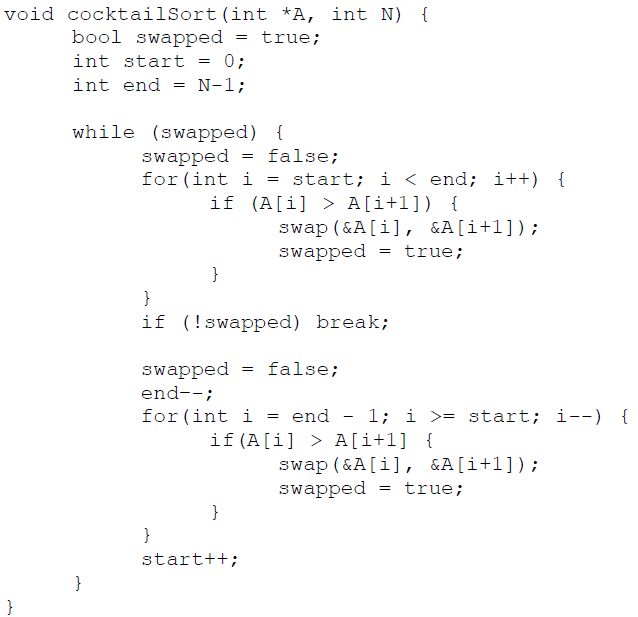 void cocktailSort(int *A, int N) {
bool swapped = true;
int start = 0;
int end = N-1;
while (swapped) {
swapped = false;
for(int i = start; i < end; i++) {
if (A[i] > A[i+1]) {
swap(&A[i], &A[i+1]);
swapped = true;
}
}
if (!swapped) break;
swapped = false;
end--;
for(int i = end - 1; i >= start; i--) {
if(A[i] > A[i+1] {
swap(&A[i], &A[i+1]);
swapped = true;
}
}
start++;
}
}